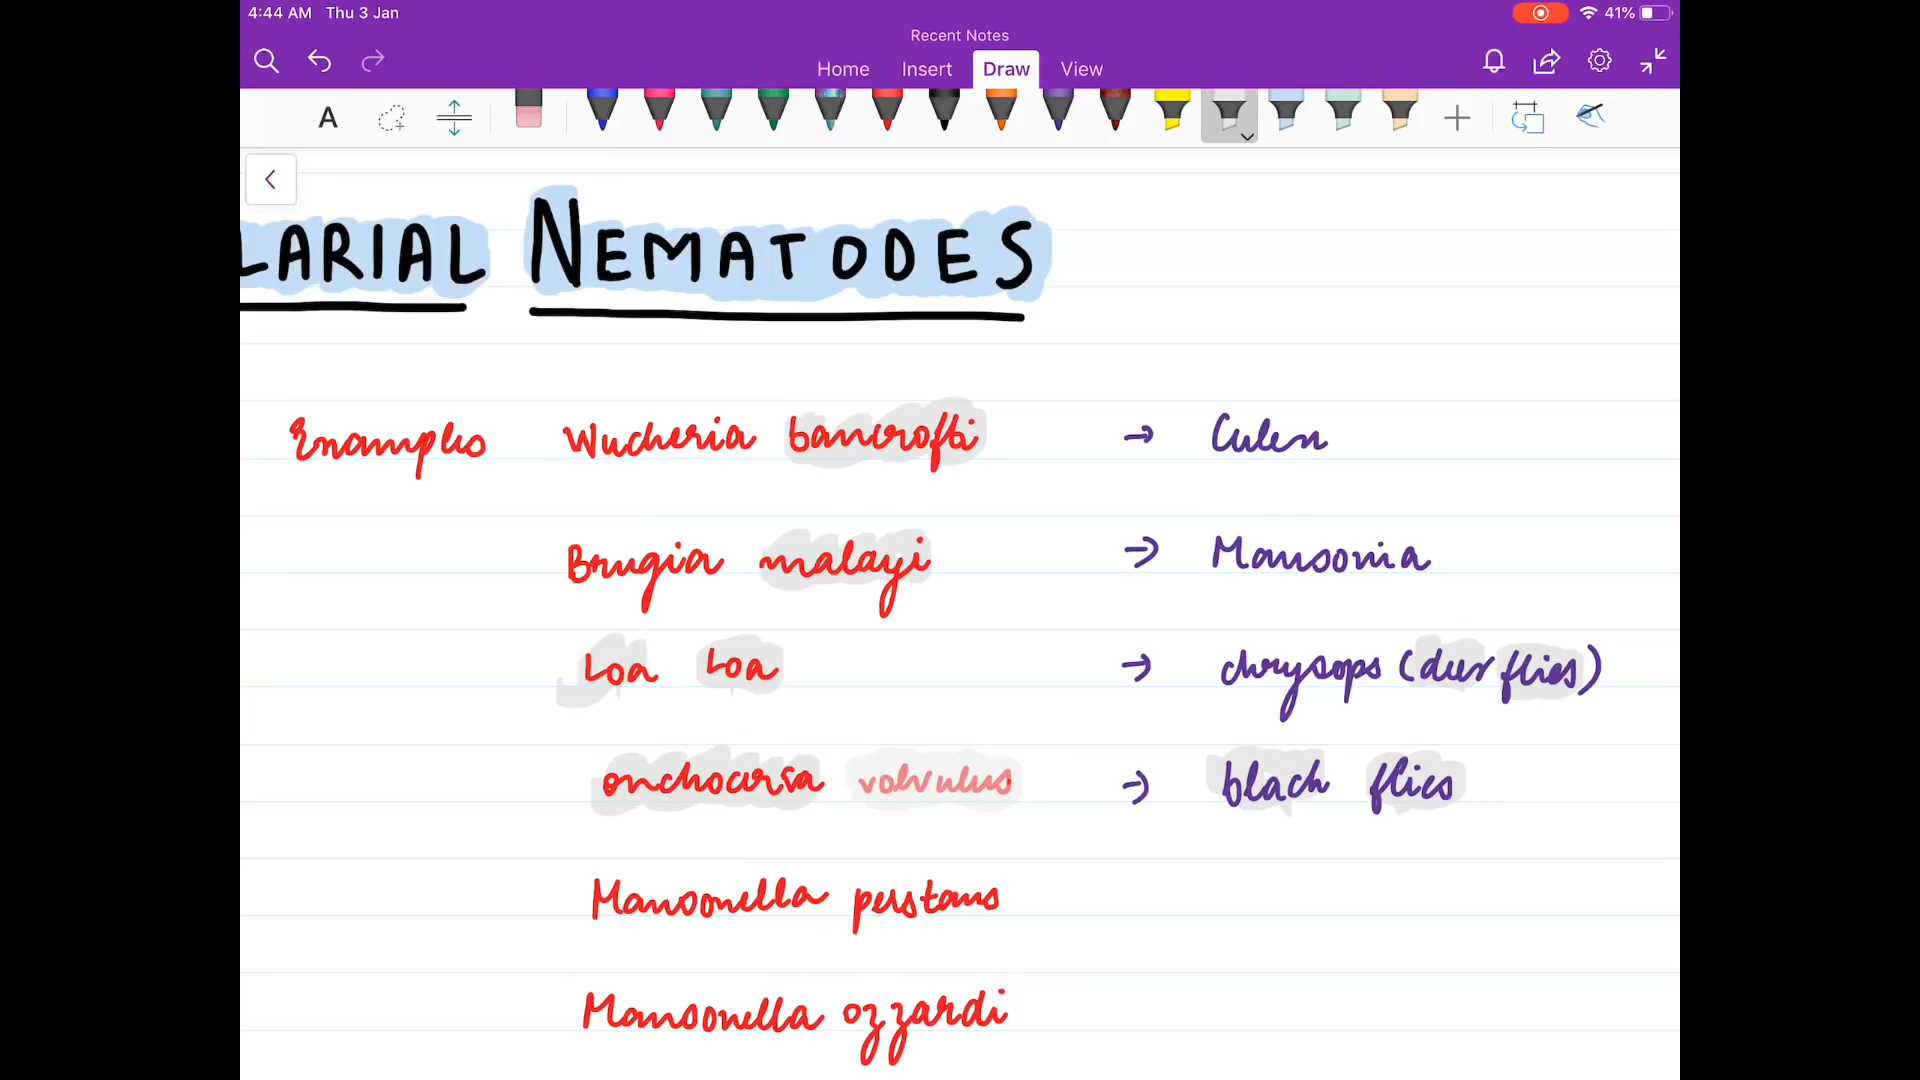 4:44 AM Thu 3 Jan 41%
Recent Notes
Home Insert Draw View
A
LARIAL NEMATODES
Examples Wucheria bancrofti → Culex
Brugia malayi → Mansonia
Loa Loa → chrysops (deer flies)
onchocerca volvulus → black flies
Mansonella perstans
Mansonella ozzardi